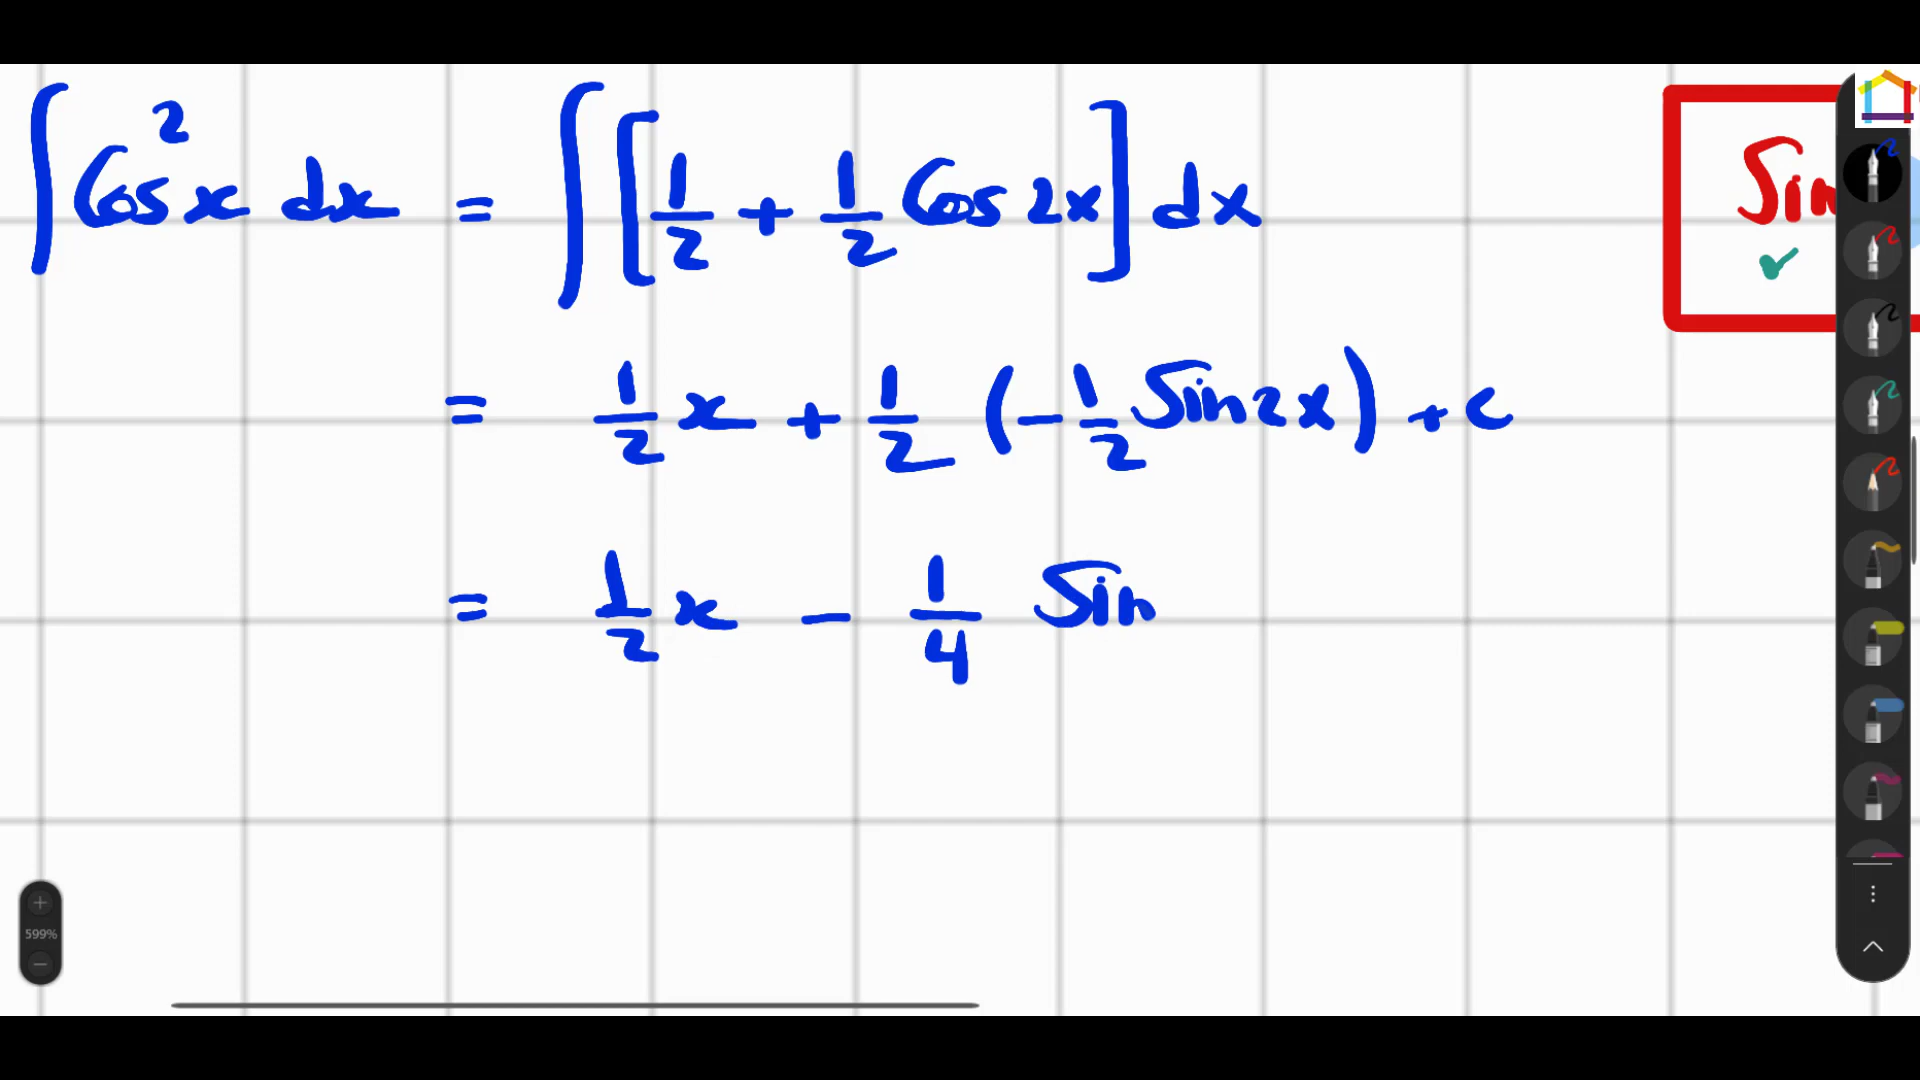 ∫ Cos²x dx = ∫ [1/2 + 1/2 Cos 2x] dx
= 1/2 x + 1/2 (-1/2 Sin 2x) + c
= 1/2 x - 1/4 Sin
Sin
✓
599%